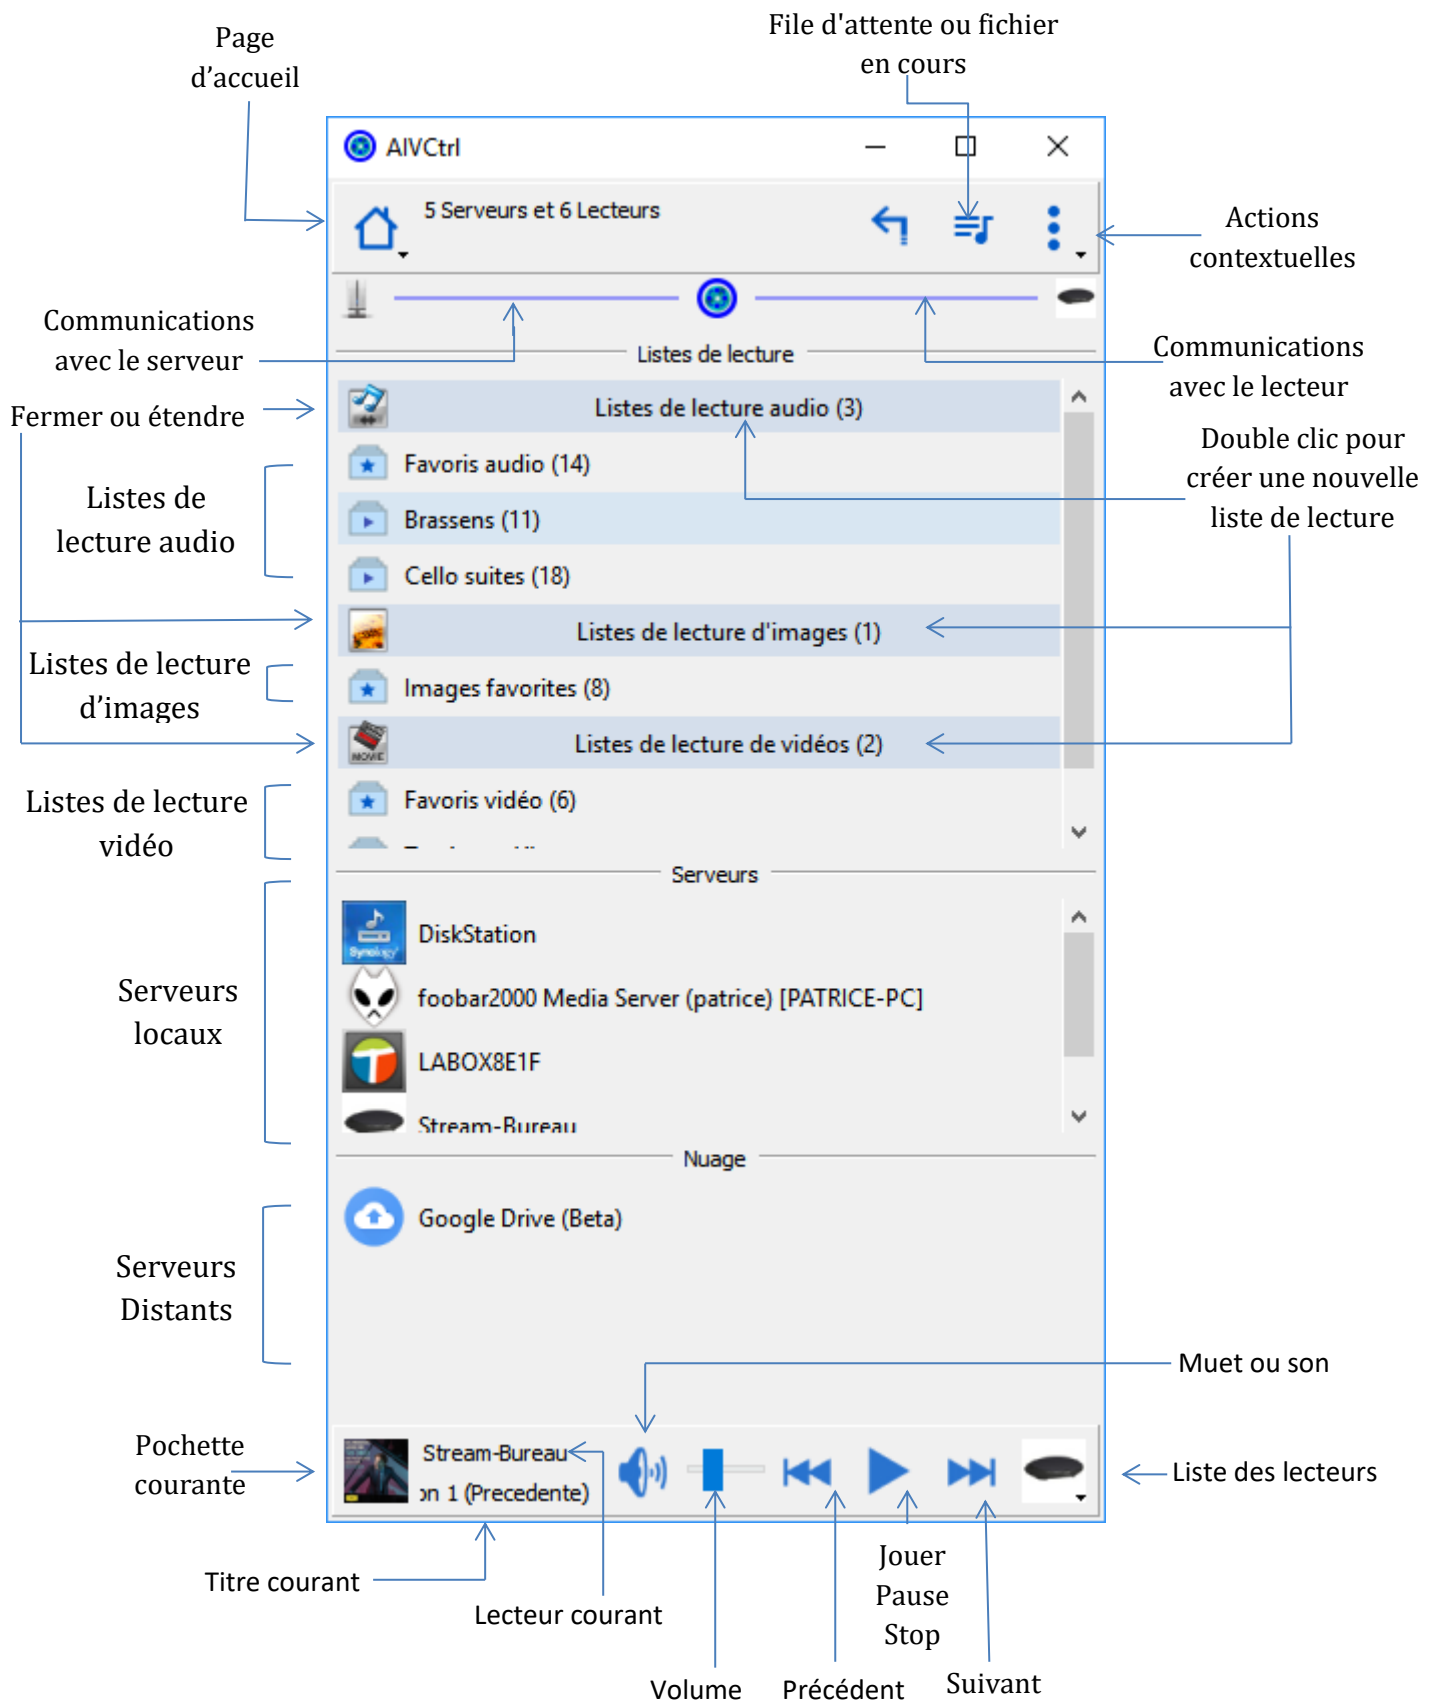 Page
d’accueil
File d'attente ou fichier
en cours
AIVCtrl
5 Serveurs et 6 Lecteurs
Actions
contextuelles
Communications
avec le serveur
Communications
avec le lecteur
Listes de lecture
Fermer ou étendre
Listes de lecture audio (3)
Double clic pour
créer une nouvelle
liste de lecture
Favoris audio (14)
Listes de
lecture audio
Brassens (11)
Cello suites (18)
Listes de lecture d'images (1)
Listes de lecture
d’images
Images favorites (8)
MOVIE
Listes de lecture de vidéos (2)
Listes de lecture
vidéo
Favoris vidéo (6)
Serveurs
Synology
DiskStation
Serveurs
locaux
foobar2000 Media Server (patrice) [PATRICE-PC]
LABOX8E1F
Stream-Bureau
Nuage
Google Drive (Beta)
Serveurs
Distants
Muet ou son
Pochette
courante
Stream-Bureau
on 1 (Precedente)
Liste des lecteurs
Titre courant
Lecteur courant
Jouer
Pause
Stop
Volume
Précédent
Suivant